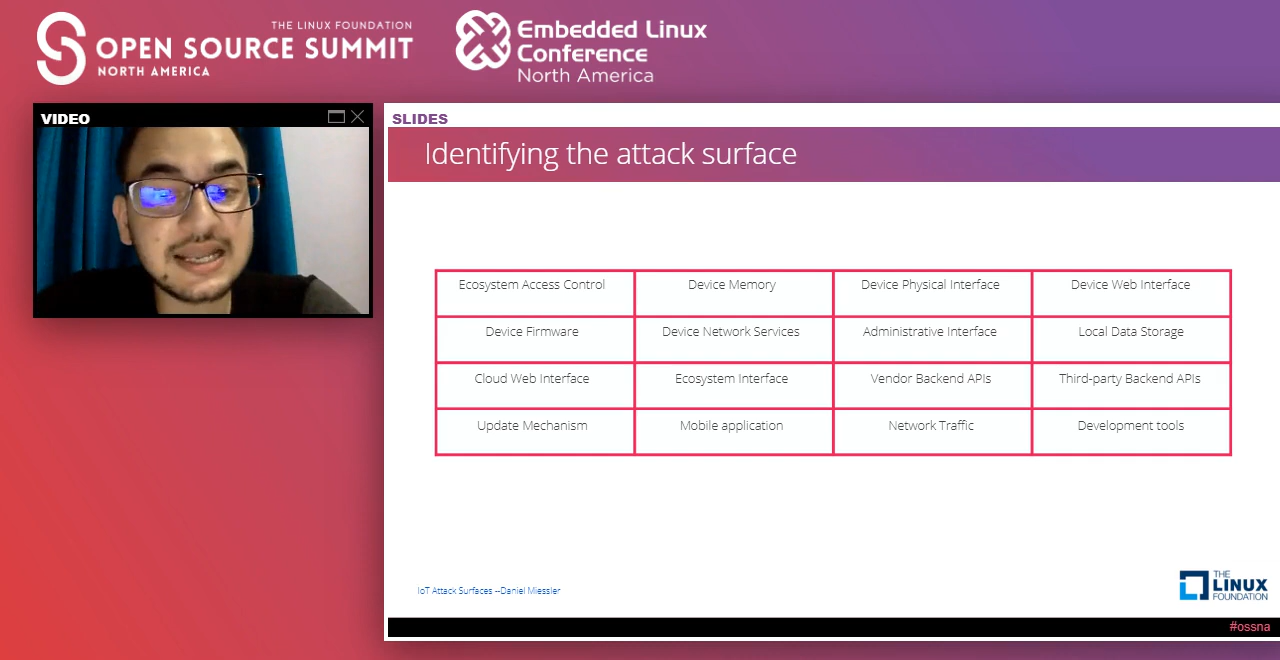 THE LINUX FOUNDATION
OPEN SOURCE SUMMIT
NORTH AMERICA
Embedded Linux
Conference
North America
VIDEO
SLIDES
Identifying the attack surface
Ecosystem Access Control Device Memory Device Physical Interface Device Web Interface
Device Firmware Device Network Services Administrative Interface Local Data Storage
Cloud Web Interface Ecosystem Interface Vendor Backend APIs Third-party Backend APIs
Update Mechanism Mobile application Network Traffic Development tools
IoT Attack Surfaces --Daniel Miessler
THE
LINUX
FOUNDATION
#ossna